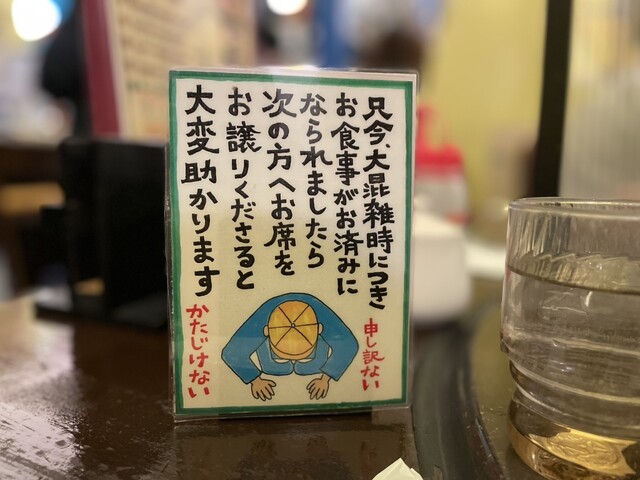 只今、大混雑時につき
お食事がお済みに
なられましたら
次の方へお席を
お譲りくださると
大変助かります
申し訳ない
かたじけない